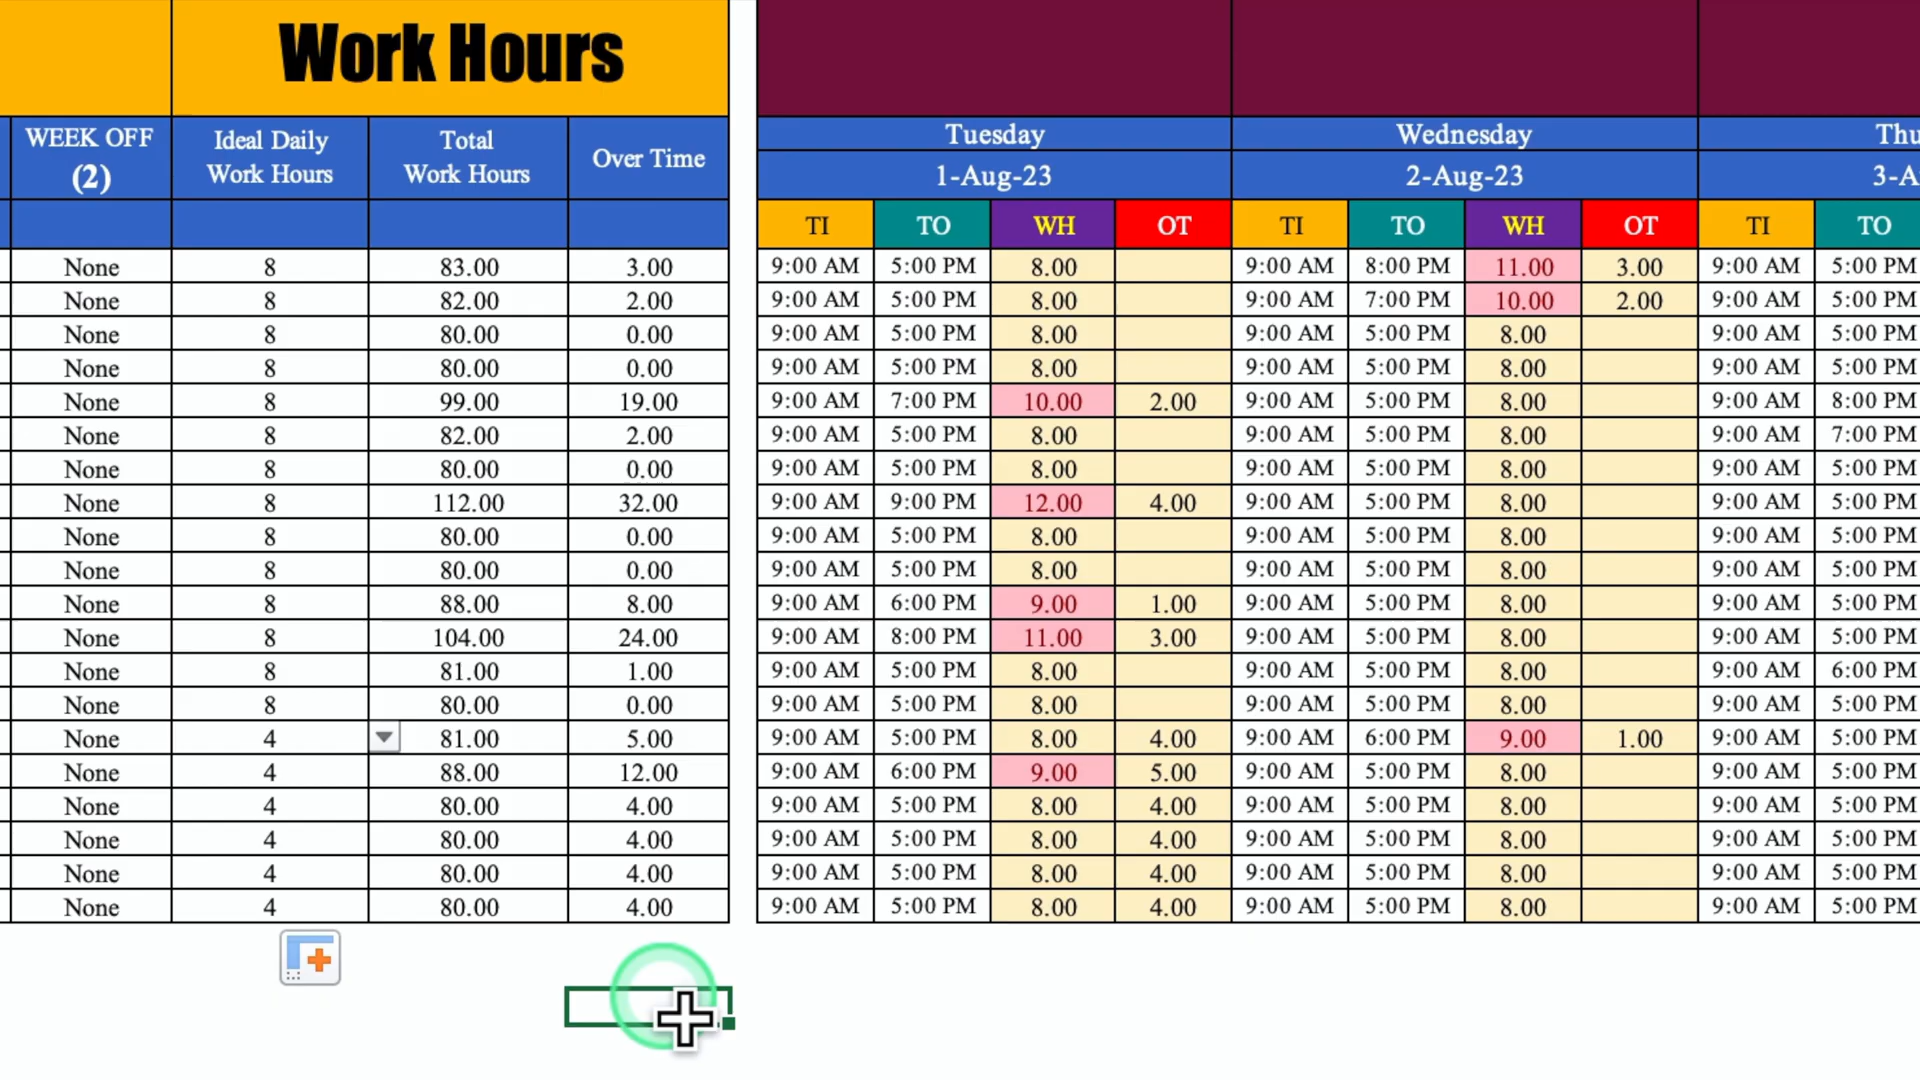 Work Hours
WEEK OFF (2) Ideal Daily Work Hours Total Work Hours Over Time Tuesday Wednesday Thu
1-Aug-23 2-Aug-23 3-A
TI TO WH OT TI TO WH OT TI TO
None 8 83.00 3.00 9:00 AM 5:00 PM 8.00 9:00 AM 8:00 PM 11.00 3.00 9:00 AM 5:00 PM
None 8 82.00 2.00 9:00 AM 5:00 PM 8.00 9:00 AM 7:00 PM 10.00 2.00 9:00 AM 5:00 PM
None 8 80.00 0.00 9:00 AM 5:00 PM 8.00 9:00 AM 5:00 PM 8.00 9:00 AM 5:00 PM
None 8 80.00 0.00 9:00 AM 5:00 PM 8.00 9:00 AM 5:00 PM 8.00 9:00 AM 5:00 PM
None 8 99.00 19.00 9:00 AM 7:00 PM 10.00 2.00 9:00 AM 5:00 PM 8.00 9:00 AM 8:00 PM
None 8 82.00 2.00 9:00 AM 5:00 PM 8.00 9:00 AM 5:00 PM 8.00 9:00 AM 7:00 PM
None 8 80.00 0.00 9:00 AM 5:00 PM 8.00 9:00 AM 5:00 PM 8.00 9:00 AM 5:00 PM
None 8 112.00 32.00 9:00 AM 9:00 PM 12.00 4.00 9:00 AM 5:00 PM 8.00 9:00 AM 5:00 PM
None 8 80.00 0.00 9:00 AM 5:00 PM 8.00 9:00 AM 5:00 PM 8.00 9:00 AM 5:00 PM
None 8 80.00 0.00 9:00 AM 5:00 PM 8.00 9:00 AM 5:00 PM 8.00 9:00 AM 5:00 PM
None 8 88.00 8.00 9:00 AM 6:00 PM 9.00 1.00 9:00 AM 5:00 PM 8.00 9:00 AM 5:00 PM
None 8 104.00 24.00 9:00 AM 8:00 PM 11.00 3.00 9:00 AM 5:00 PM 8.00 9:00 AM 5:00 PM
None 8 81.00 1.00 9:00 AM 5:00 PM 8.00 9:00 AM 5:00 PM 8.00 9:00 AM 6:00 PM
None 8 80.00 0.00 9:00 AM 5:00 PM 8.00 9:00 AM 5:00 PM 8.00 9:00 AM 5:00 PM
None 4 81.00 5.00 9:00 AM 5:00 PM 8.00 4.00 9:00 AM 6:00 PM 9.00 1.00 9:00 AM 5:00 PM
None 4 88.00 12.00 9:00 AM 6:00 PM 9.00 5.00 9:00 AM 5:00 PM 8.00 9:00 AM 5:00 PM
None 4 80.00 4.00 9:00 AM 5:00 PM 8.00 4.00 9:00 AM 5:00 PM 8.00 9:00 AM 5:00 PM
None 4 80.00 4.00 9:00 AM 5:00 PM 8.00 4.00 9:00 AM 5:00 PM 8.00 9:00 AM 5:00 PM
None 4 80.00 4.00 9:00 AM 5:00 PM 8.00 4.00 9:00 AM 5:00 PM 8.00 9:00 AM 5:00 PM
None 4 80.00 4.00 9:00 AM 5:00 PM 8.00 4.00 9:00 AM 5:00 PM 8.00 9:00 AM 5:00 PM